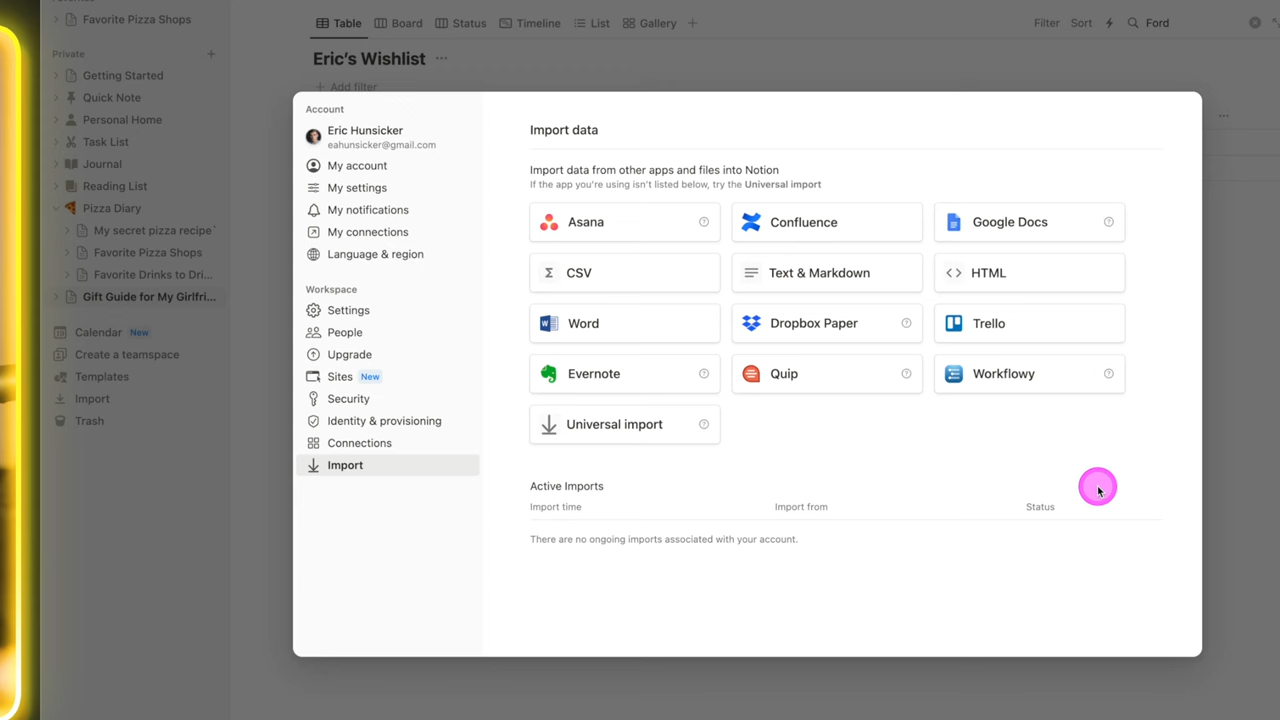 Favorite Pizza Shops
Private
Getting Started
Quick Note
Personal Home
Task List
Journal
Reading List
Pizza Diary
My secret pizza recipe`
Favorite Pizza Shops
Favorite Drinks to Dri...
Gift Guide for My Girlfri...
Calendar New
Create a teamspace
Templates
Import
Trash
Table Board Status Timeline List Gallery
Filter Sort Ford
Eric's Wishlist
Add filter
Account
Eric Hunsicker
eahunsicker@gmail.com
My account
My settings
My notifications
My connections
Language & region
Workspace
Settings
People
Upgrade
Sites New
Security
Identity & provisioning
Connections
Import
Import data
Import data from other apps and files into Notion
If the app you're using isn't listed below, try the Universal import
Asana Confluence Google Docs
CSV Text & Markdown HTML
Word Dropbox Paper Trello
Evernote Quip Workflowy
Universal import
Active Imports
Import time Import from Status
There are no ongoing imports associated with your account.